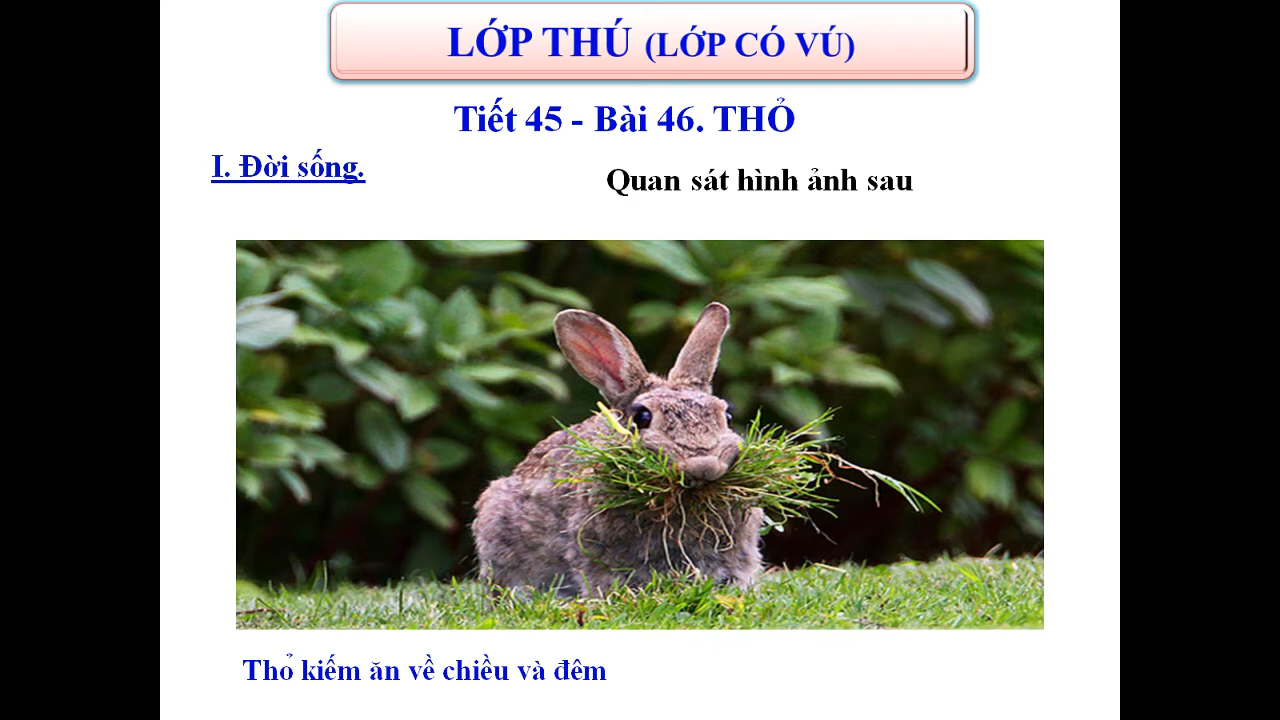 LỚP THÚ (LỚP CÓ VÚ)
Tiết 45 - Bài 46. THỎ
I. Đời sống.
Quan sát hình ảnh sau
Thỏ kiếm ăn về chiều và đêm